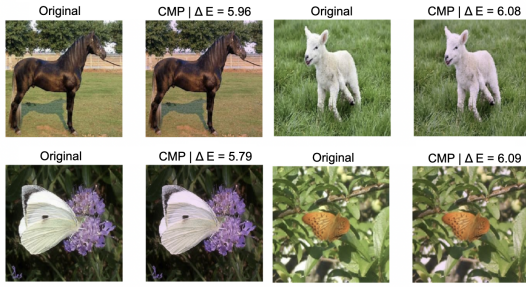 Original
CMP | Δ E = 5.96
Original
CMP | Δ E = 6.08
Original
CMP | Δ E = 5.79
Original
CMP | Δ E = 6.09